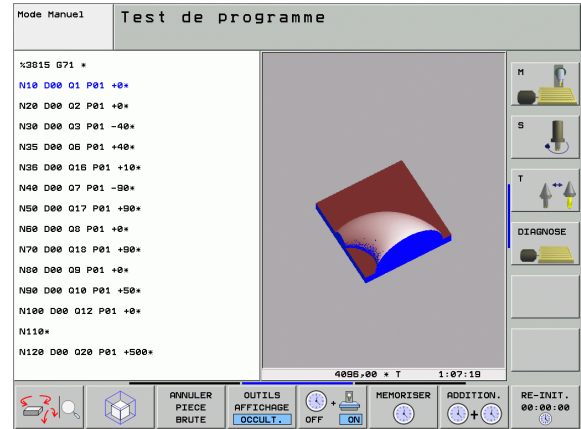 Mode Manuel
Test de programme
%3815 G71 *
N10 D00 Q1 P01 +0*
N20 D00 Q2 P01 +0*
N30 D00 Q3 P01 -40*
N35 D00 Q6 P01 +40*
N36 D00 Q16 P01 +10*
N40 D00 Q7 P01 -90*
N50 D00 Q17 P01 +90*
N60 D00 Q8 P01 +0*
N70 D00 Q18 P01 +90*
N80 D00 Q9 P01 +0*
N90 D00 Q10 P01 +50*
N100 D00 Q12 P01 +0*
N110*
N120 D00 Q20 P01 +500*
4096,00 * T 1:07:19
M
S
T
DIAGNOSE
ANNULER
PIECE
BRUTE
OUTILS
AFFICHAGE
OCCULT.
+
OFF ON
MEMORISER
ADDITION.
+
RE-INIT.
00:00:00